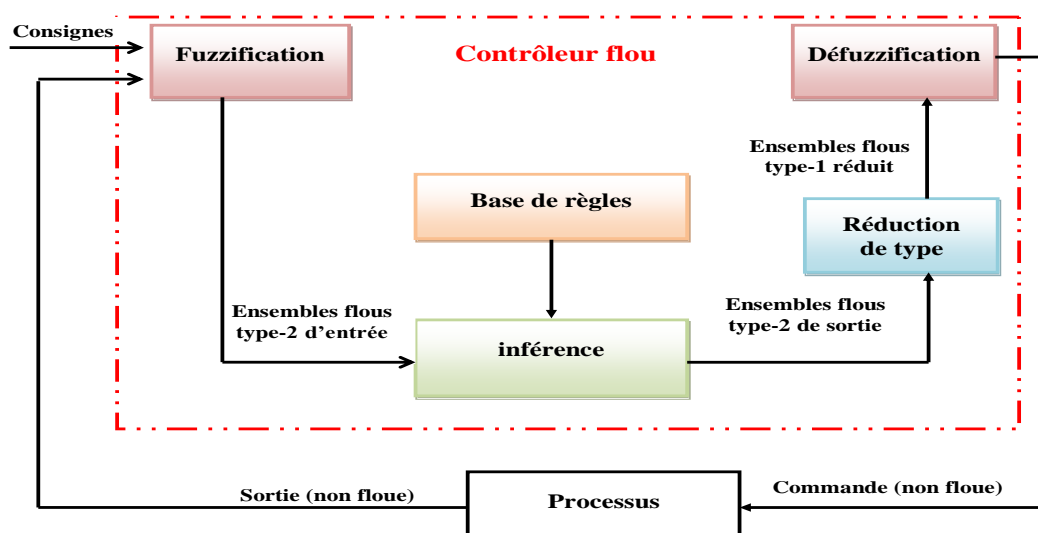 Consignes
Fuzzification
Contrôleur flou
Défuzzification
Ensembles flous
type-1 réduit
Base de règles
Réduction
de type
Ensembles flous
type-2 d’entrée
inférence
Ensembles flous
type-2 de sortie
Sortie (non floue)
Processus
Commande (non floue)